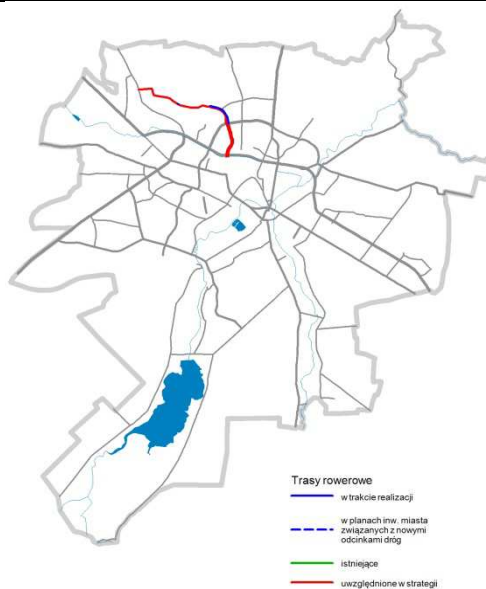 Trasy rowerowe
w trakcie realizacji
w planach inw. miasta
związanych z nowymi
odcinkami dróg
istniejące
uwzględnione w strategii